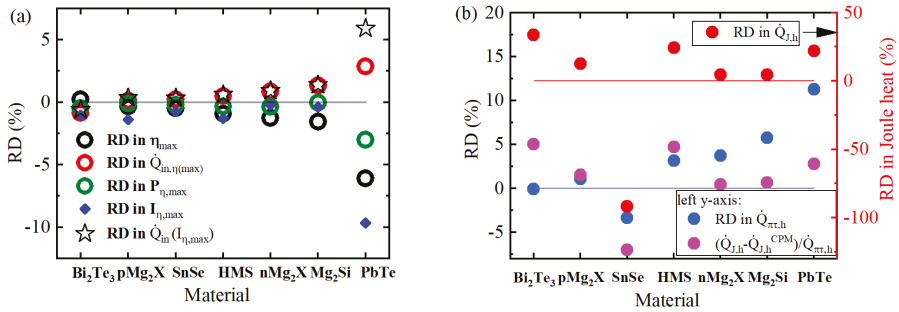 (a)
5
0
-5
-10
RD (%)
RD in η_max
RD in Q̇_in,η(max)
RD in P_η,max
RD in I_η,max
RD in Q̇_in(I_η,max)
Bi₂Te₃ pMg₂X SnSe HMS nMg₂X Mg₂Si PbTe
Material
(b)
20
15
10
5
0
-5
RD (%)
RD in Q̇_J,h
50
0
-50
-100
RD in Joule heat (%)
left y-axis:
RD in Q̇_πτ,h
(Q̇_J,h-Q̇_J,h^CPM)/Q̇_πτ,h
Bi₂Te₃ pMg₂X SnSe HMS nMg₂X Mg₂Si PbTe
Material